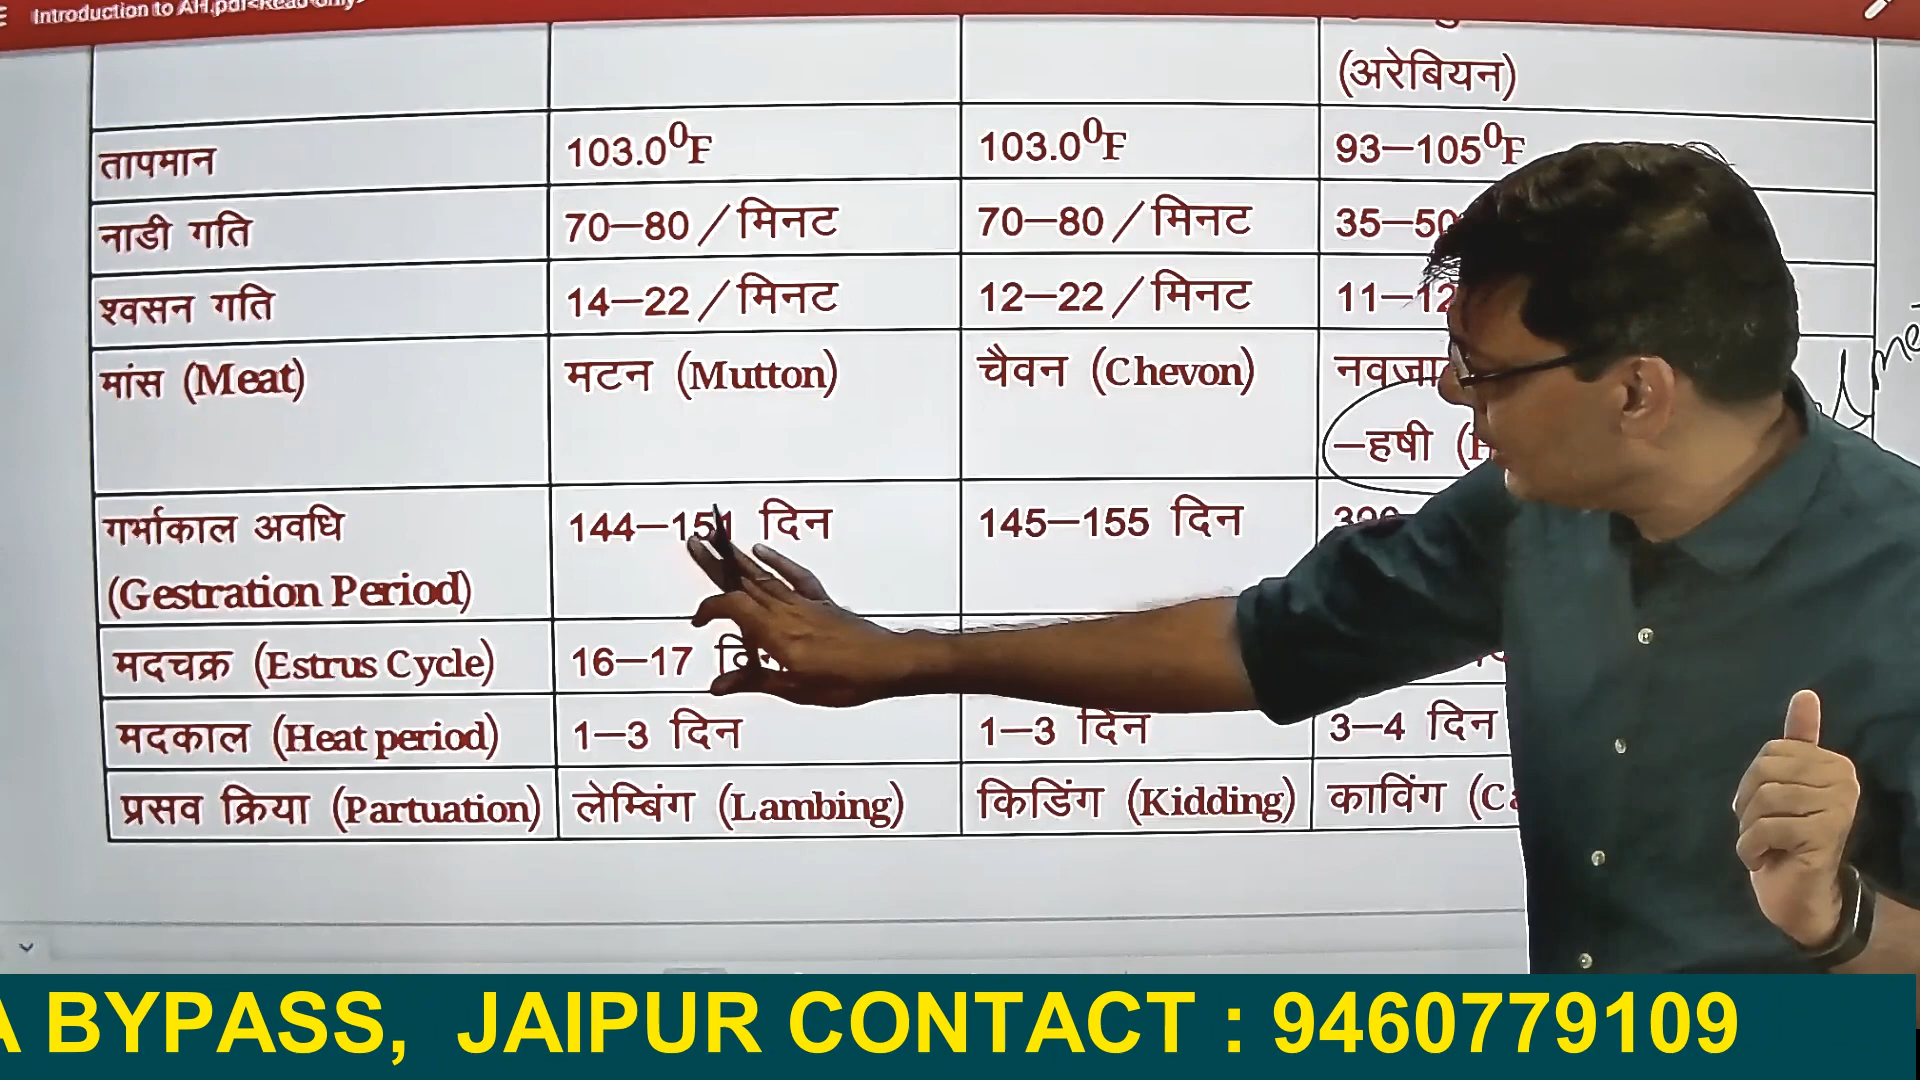 Introduction to AH.pdf<Read Only>
(अरेबियन)
तापमान 103.0⁰F 103.0⁰F 93–105⁰F
नाडी गति 70–80 ∕ मिनट 70–80 ∕ मिनट
श्वसन गति 14–22 ∕ मिनट 12–22 ∕ मिनट
मांस (Meat) मटन (Mutton) चैवन (Chevon)
–हषी
गर्भाकाल अवधि 144–151 दिन 145–155 दिन
(Gestration Period)
मदचक्र (Estrus Cycle) 16–17
मदकाल (Heat period) 1–3 दिन 1–3 दिन 3–4 दिन
प्रसव क्रिया (Partuation) लेम्बिंग (Lambing) किडिंग (Kidding) काविंग
A BYPASS, JAIPUR CONTACT : 9460779109